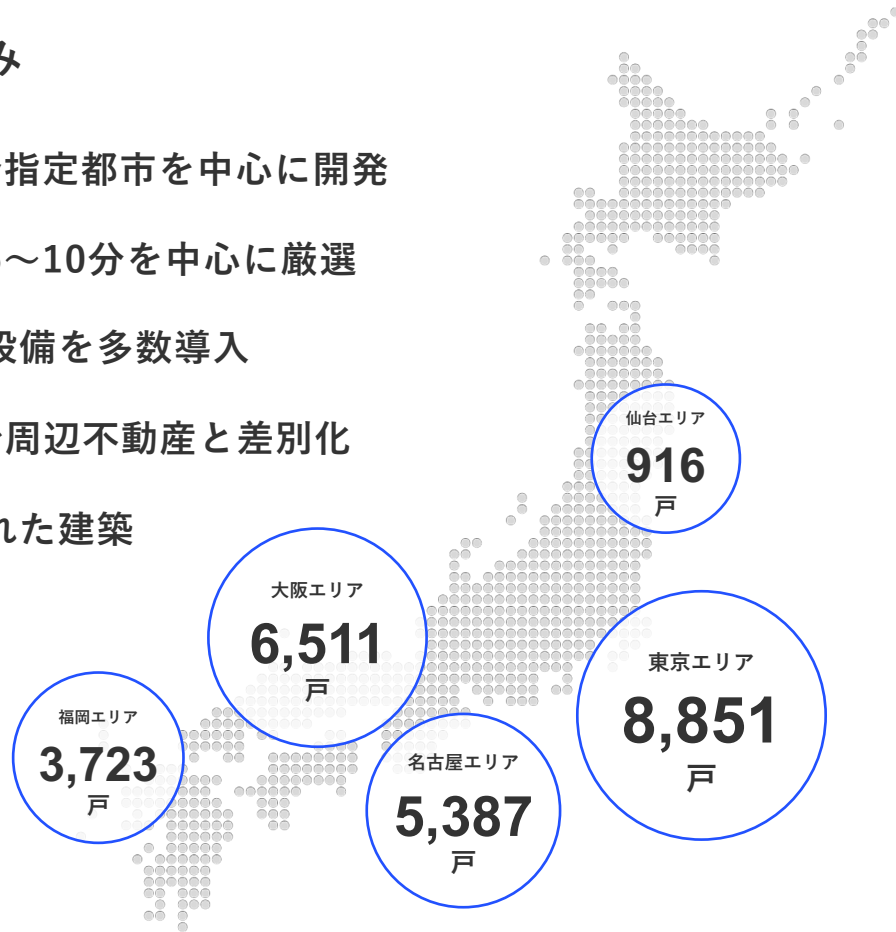 み
指定都市を中心に開発
〜10分を中心に厳選
設備を多数導入
周辺不動産と差別化
れた建築
仙台エリア
916
戸
大阪エリア
6,511
戸
東京エリア
8,851
戸
福岡エリア
3,723
戸
名古屋エリア
5,387
戸